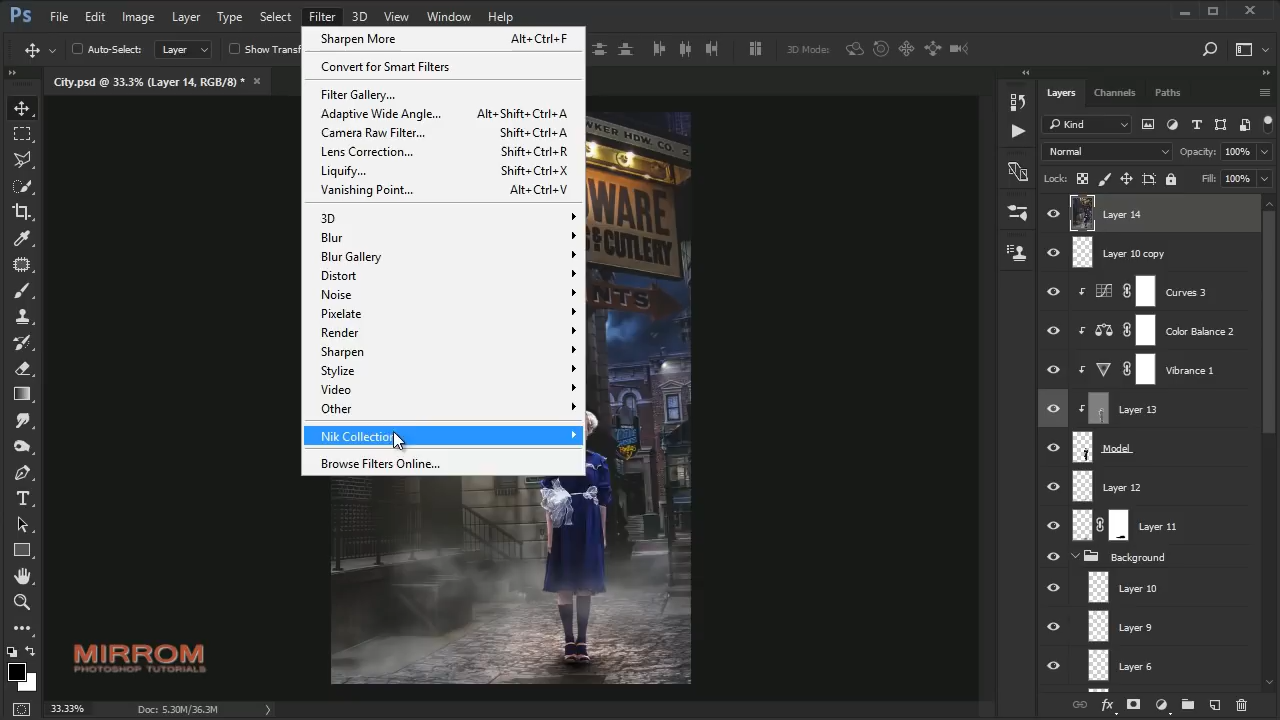 Ps File Edit Image Layer Type Select Filter 3D View Window Help
Auto-Select: Layer Show Transf 3D Mode:
City.psd @ 33.3% (Layer 14, RGB/8) * ×
Sharpen More Alt+Ctrl+F
Convert for Smart Filters
Filter Gallery...
Adaptive Wide Angle... Alt+Shift+Ctrl+A
Camera Raw Filter... Shift+Ctrl+A
Lens Correction... Shift+Ctrl+R
Liquify... Shift+Ctrl+X
Vanishing Point... Alt+Ctrl+V
3D
Blur
Blur Gallery
Distort
Noise
Pixelate
Render
Sharpen
Stylize
Video
Other
Nik Collection
Browse Filters Online...
WKER HDW. CO. 2
WARE
& CUTLERY
NTS
Layers Channels Paths
Kind
Normal Opacity: 100%
Lock: Fill: 100%
Layer 14
Layer 10 copy
Curves 3
Color Balance 2
Vibrance 1
Layer 13
Model
Layer 12
Layer 11
Background
Layer 10
Layer 9
Layer 6
MIRROM
PHOTOSHOP TUTORIALS
33.33% Doc: 5.30M/36.3M